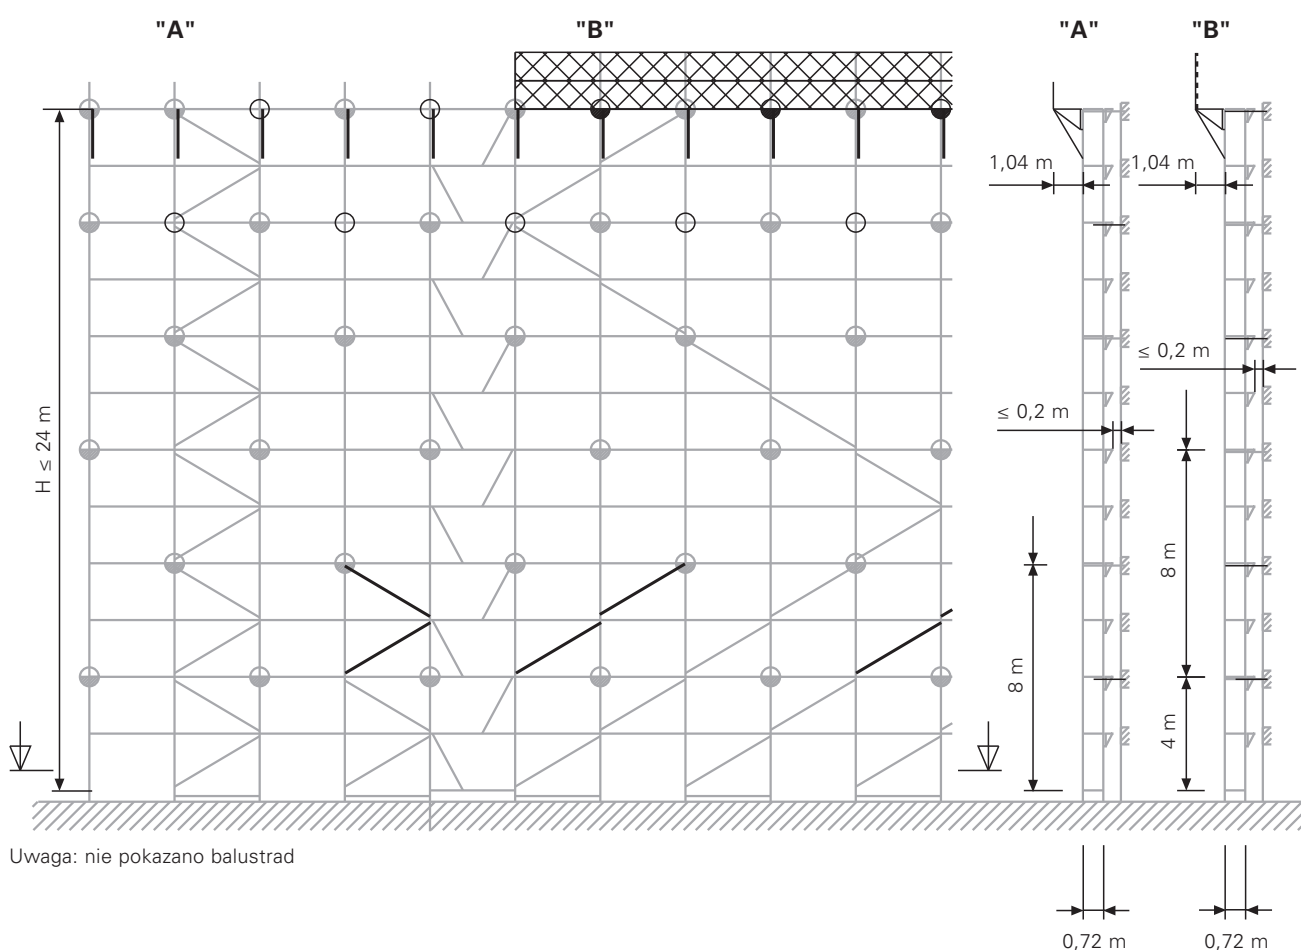 "A"
"B"
"A"
"B"
1,04 m
1,04 m
≤ 0,2 m
≤ 0,2 m
H ≤ 24 m
8 m
8 m
4 m
Uwaga: nie pokazano balustrad
0,72 m
0,72 m